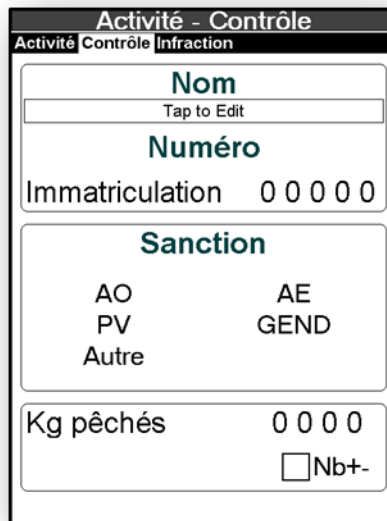 Activité - Contrôle
Activité Contrôle Infraction
Nom
Tap to Edit
Numéro
Immatriculation 0 0 0 0 0
Sanction
AO AE
PV GEND
Autre
Kg pêchés 0 0 0 0
Nb+-